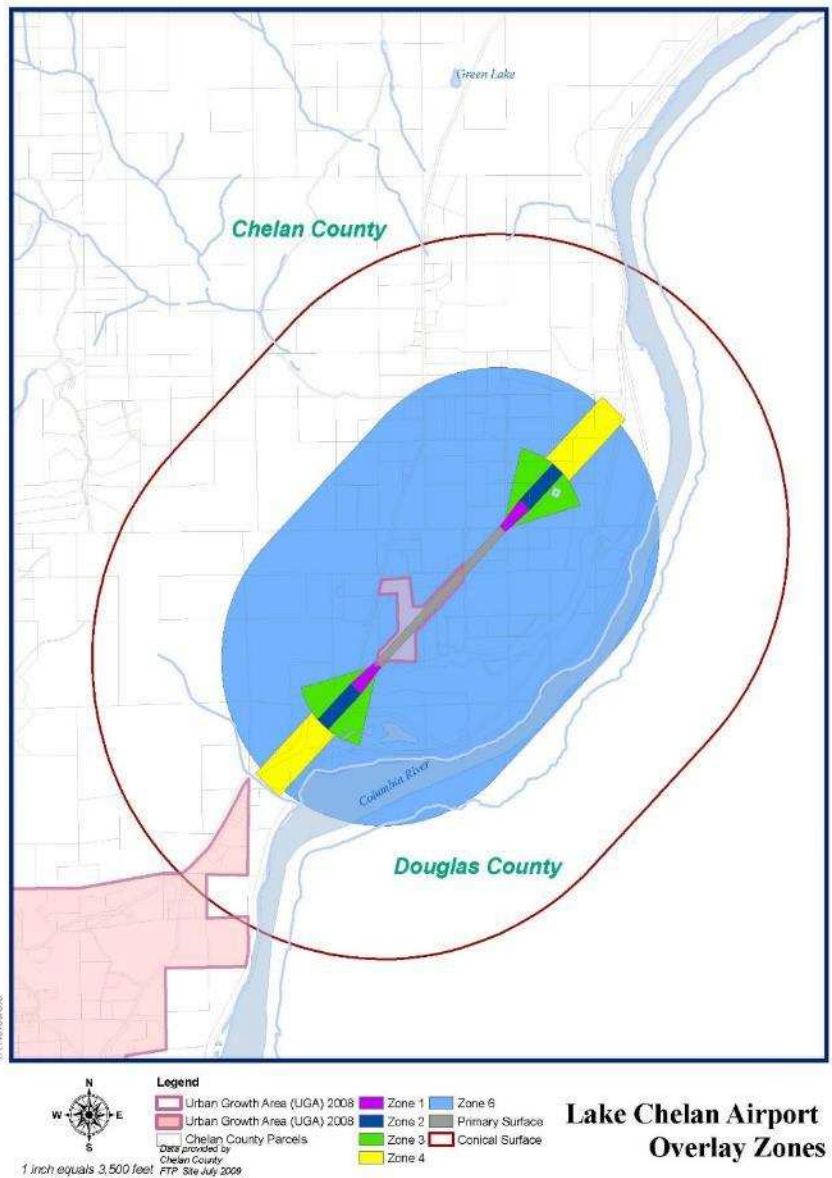 Green Lake
Chelan County
Columbia River
Douglas County
N
W
E
S
1 inch equals 3,500 feet
Legend
Urban Growth Area (UGA) 2008
Urban Growth Area (UGA) 2008
Chelan County Parcels
Data provided by
Chelan County
FTP Site July 2009
Zone 1
Zone 2
Zone 3
Zone 4
Zone 6
Primary Surface
Conical Surface
Lake Chelan Airport
Overlay Zones